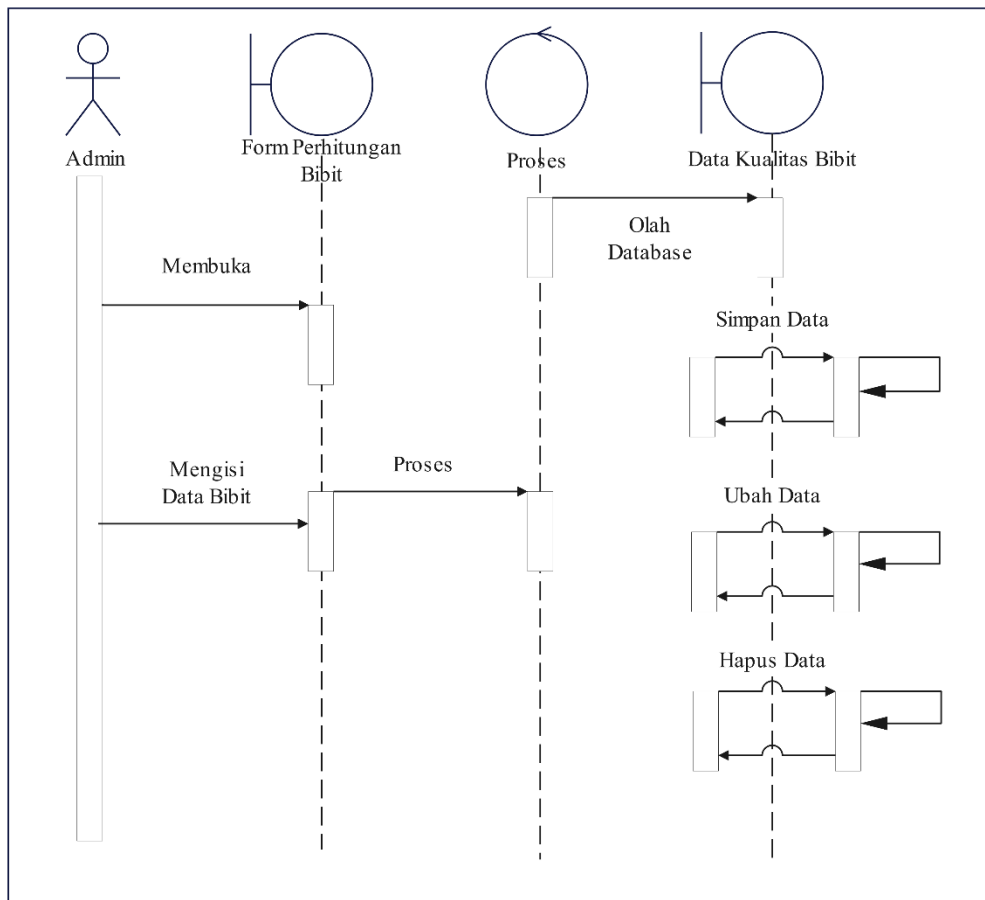 Admin
Form Perhitungan
Bibit
Proses
Data Kualitas Bibit
Olah
Database
Membuka
Simpan Data
Mengisi
Data Bibit
Proses
Ubah Data
Hapus Data